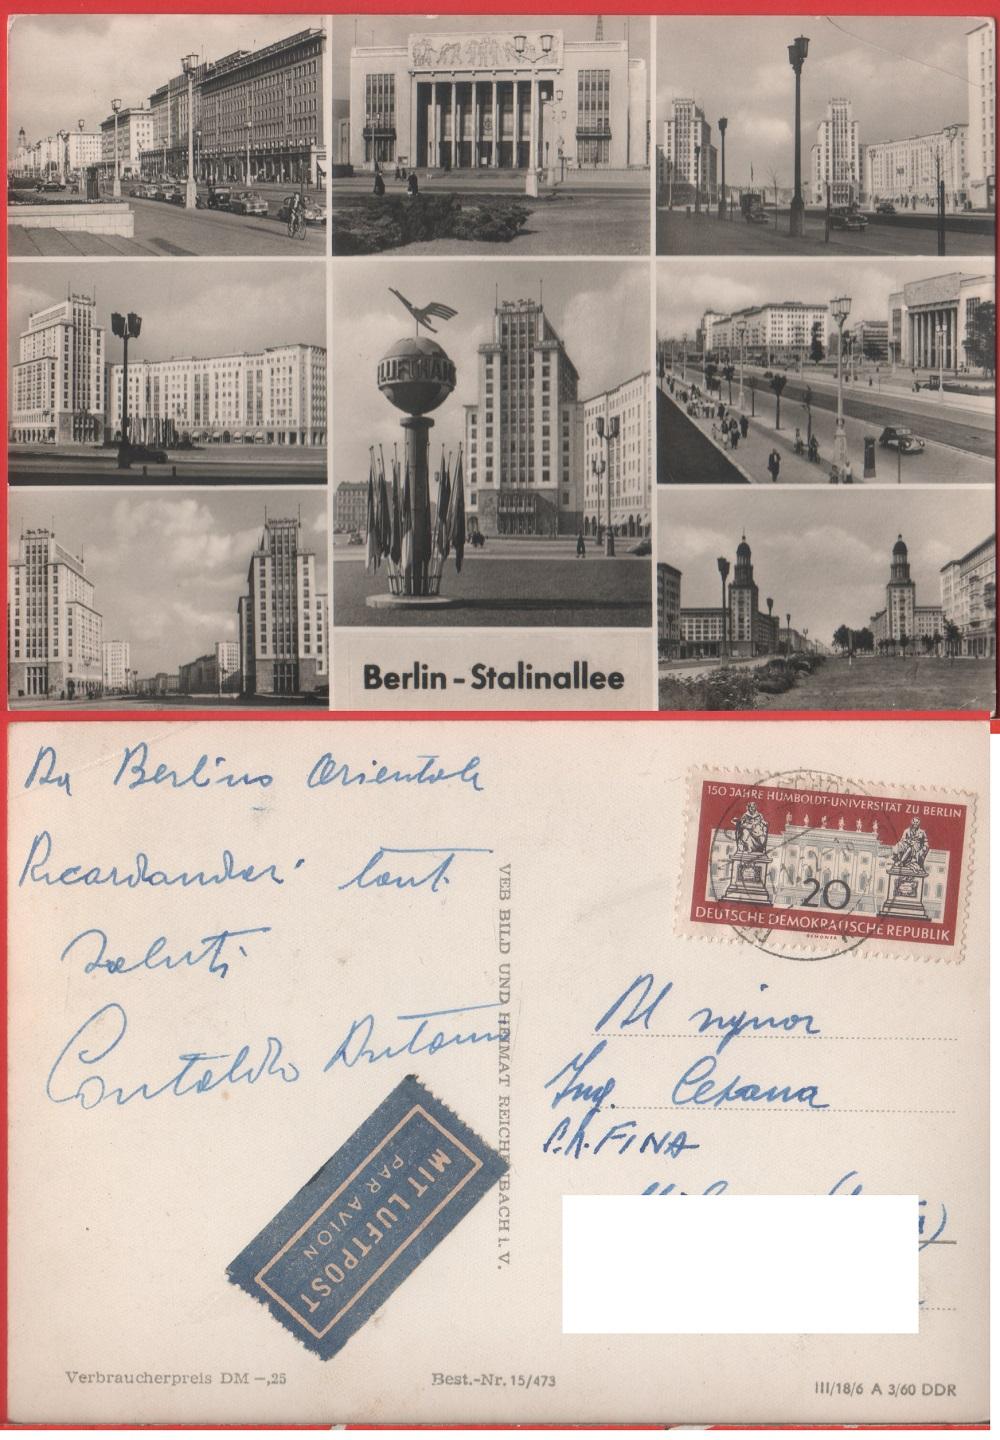 LUFTHAN
Berlin - Stalinallee
Da Berlino Orientale
Ricordandoti tanti
Saluti
Contaldo Antonio
150 JAHRE HUMBOLDT-UNIVERSITÄT ZU BERLIN
20
DEUTSCHE DEMOKRATISCHE REPUBLIK
VEB BILD UND HEIMAT REICHENBACH i. V.
Al signor
Ing. Cesana
S.A. FINA
MIT LUFTPOST
PAR AVION
Verbraucherpreis DM –,25
Best.-Nr. 15/473
III/18/6 A 3/60 DDR